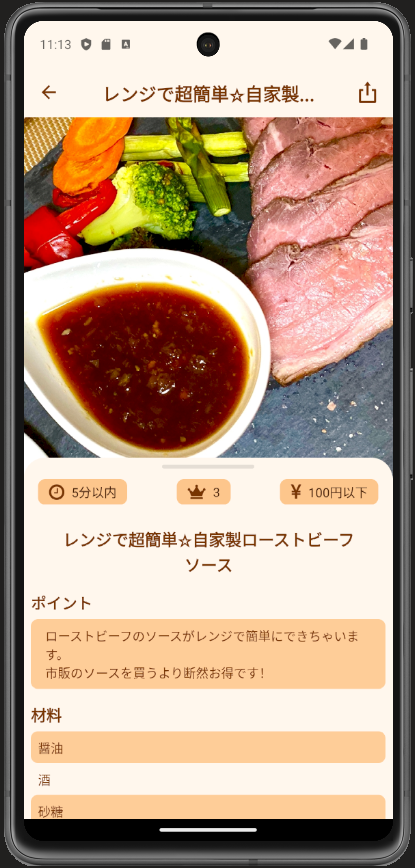 11:13
レンジで超簡単☆自家製...
5分以内
3
¥ 100円以下
レンジで超簡単☆自家製ローストビーフ
ソース
ポイント
ローストビーフのソースがレンジで簡単にできちゃいま
す。
市販のソースを買うより断然お得です!
材料
醤油
酒
砂糖